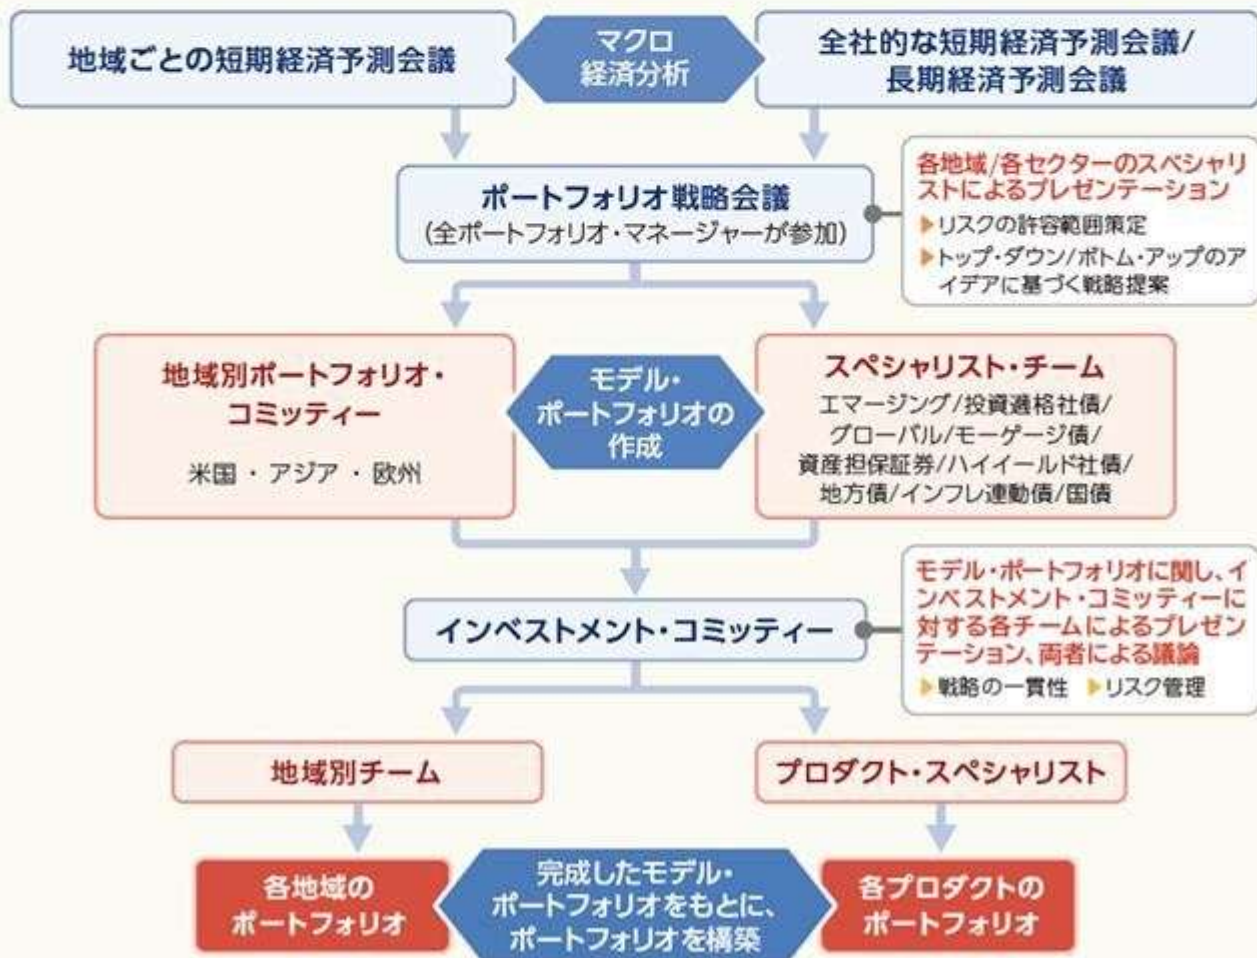 地域ごとの短期経済予測会議
マクロ
経済分析
全社的な短期経済予測会議/
長期経済予測会議
ポートフォリオ戦略会議
(全ポートフォリオ・マネージャーが参加)
各地域/各セクターのスペシャリ
ストによるプレゼンテーション
▶リスクの許容範囲策定
▶トップ・ダウン/ボトム・アップのア
イデアに基づく戦略提案
地域別ポートフォリオ・
コミッティー
米国 ・ アジア ・ 欧州
モデル・
ポートフォリオの
作成
スペシャリスト・チーム
エマージング/投資適格社債/
グローバル/モーゲージ債/
資産担保証券/ハイイールド社債/
地方債/インフレ連動債/国債
インベストメント・コミッティー
モデル・ポートフォリオに関し、イ
ンベストメント・コミッティーに
対する各チームによるプレゼン
テーション、両者による議論
▶戦略の一貫性 ▶リスク管理
地域別チーム
プロダクト・スペシャリスト
各地域の
ポートフォリオ
完成したモデル・
ポートフォリオをもとに、
ポートフォリオを構築
各プロダクトの
ポートフォリオ